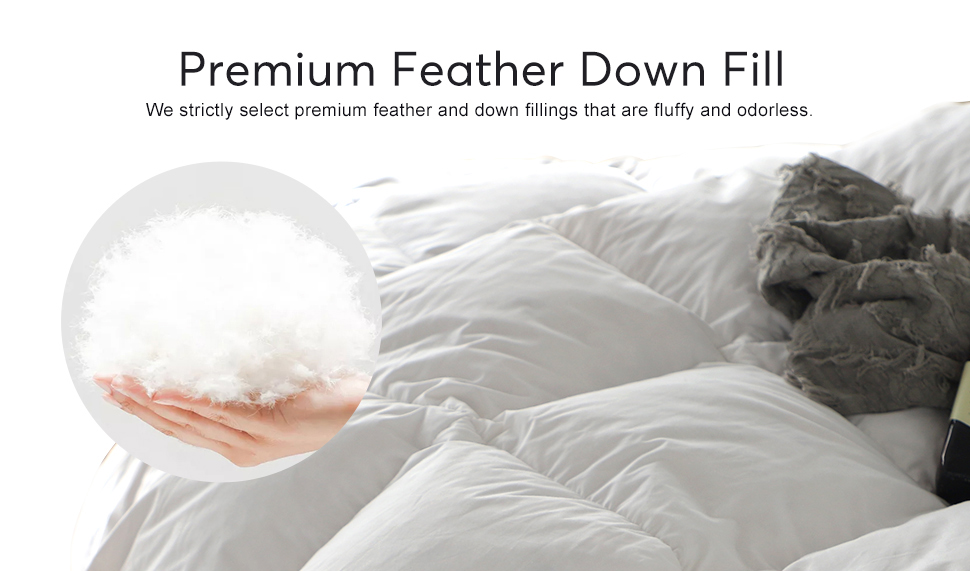 Premium Feather Down Fill
We strictly select premium feather and down fillings that are fluffy and odorless.